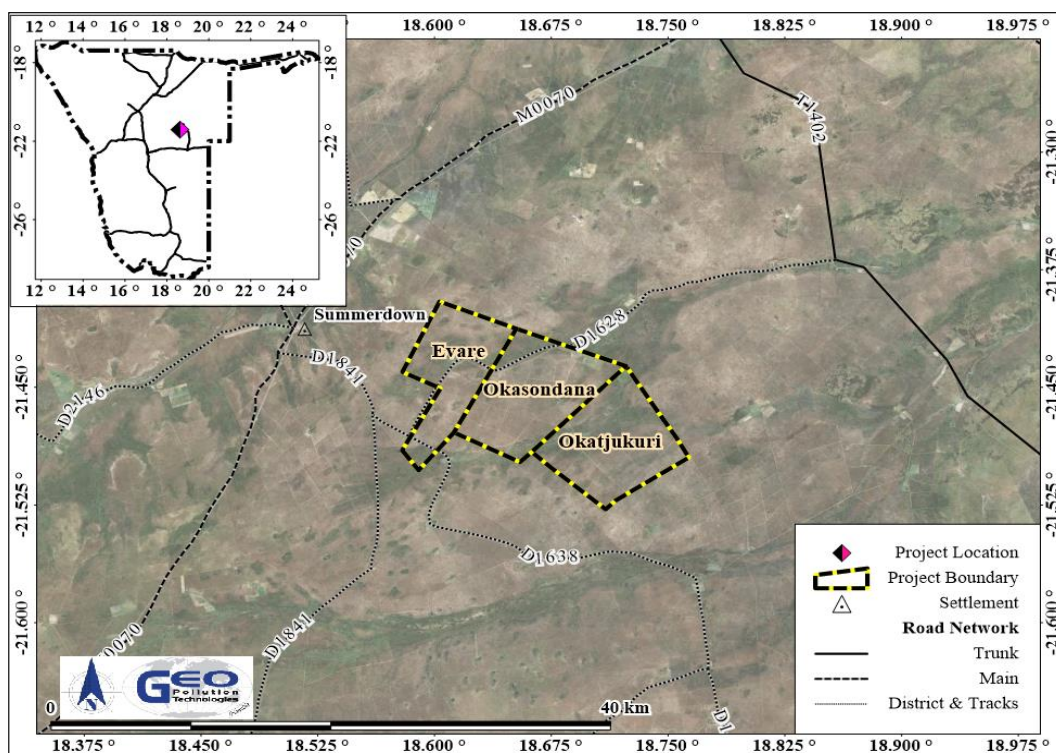 18.600 18.675 18.750 18.825 18.900 18.975
12 ° 16 ° 20 ° 24 °
-18 ° -18 °
-22 ° -22 °
-26 ° -26 °
12 14 16 18 20 22 24 °
M0070
T1402
-21.300
-21.375
Summerdown
D1628
Evare
D1841
Okasondana
-21.450 -21.450
D2146
Okatjukuri
-21.525 -21.525
D1638
Project Location
Project Boundary
Settlement
-21.600 -21.600
Road Network
D1841
Trunk
GEO
Pollution
Technologies
N
Main
0 40 km
District & Tracks
D1
18.375 18.450 18.525 18.600 18.675 18.750 18.825 18.900 18.975